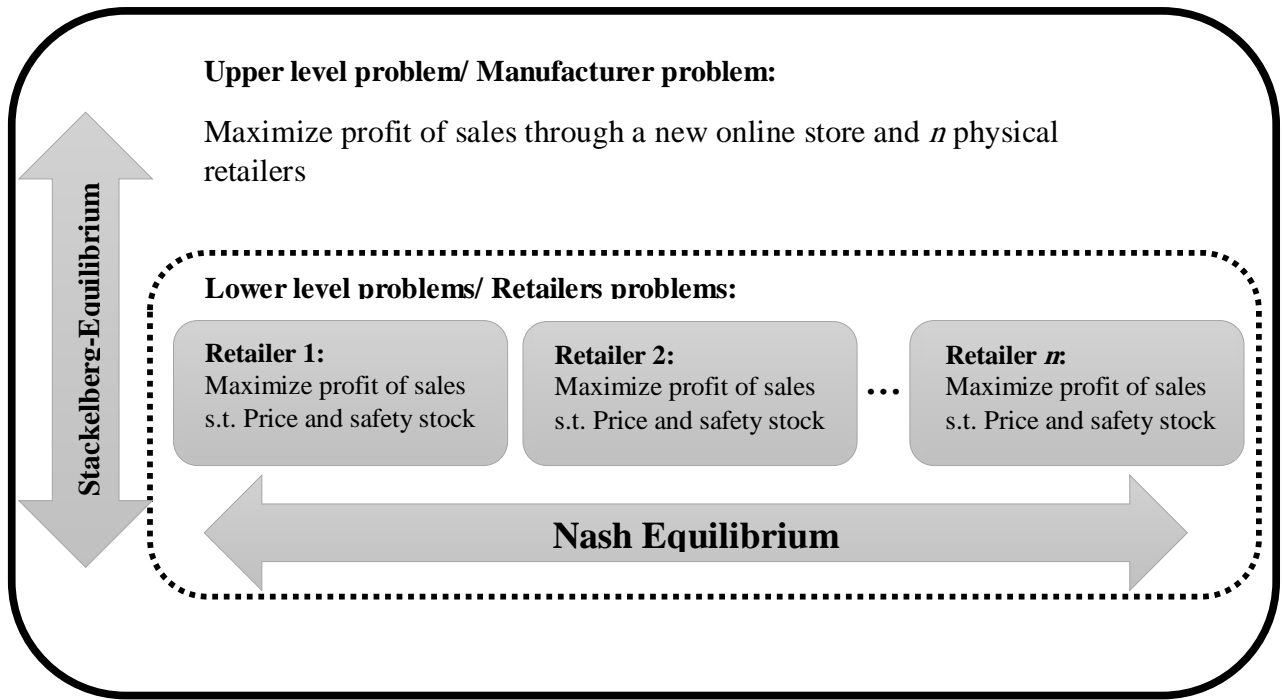 Upper level problem/ Manufacturer problem:
Maximize profit of sales through a new online store and n physical
retailers
Stackelberg-Equilibrium
Lower level problems/ Retailers problems:
Retailer 1:
Maximize profit of sales
s.t. Price and safety stock
Retailer 2:
Maximize profit of sales
s.t. Price and safety stock
...
Retailer n:
Maximize profit of sales
s.t. Price and safety stock
Nash Equilibrium